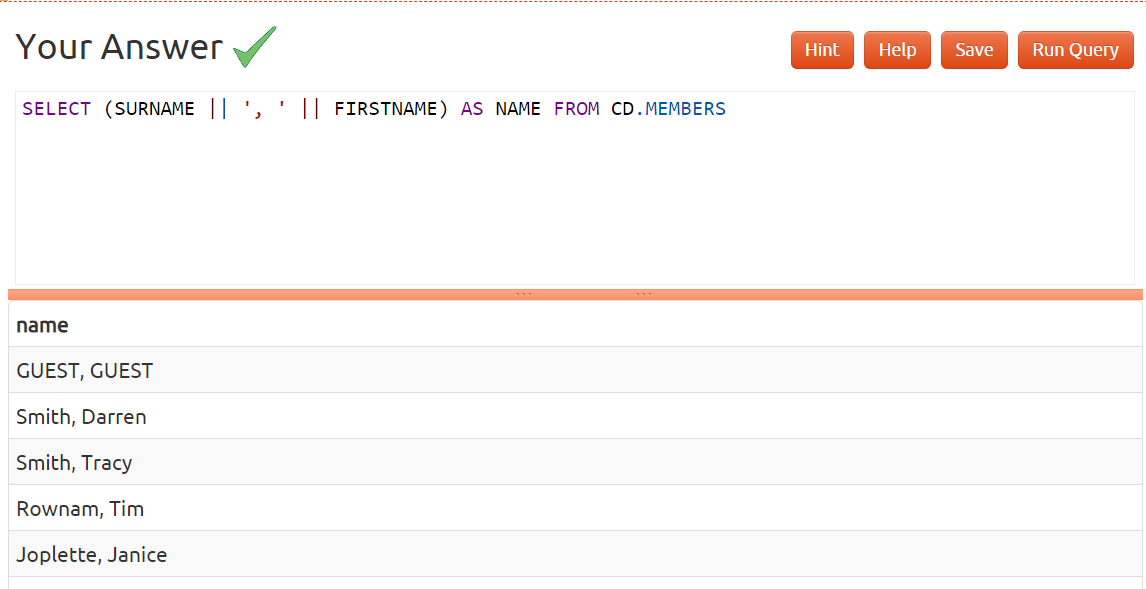 Your Answer
Hint Help Save Run Query
SELECT (SURNAME || ', ' || FIRSTNAME) AS NAME FROM CD.MEMBERS
name
GUEST, GUEST
Smith, Darren
Smith, Tracy
Rownam, Tim
Joplette, Janice